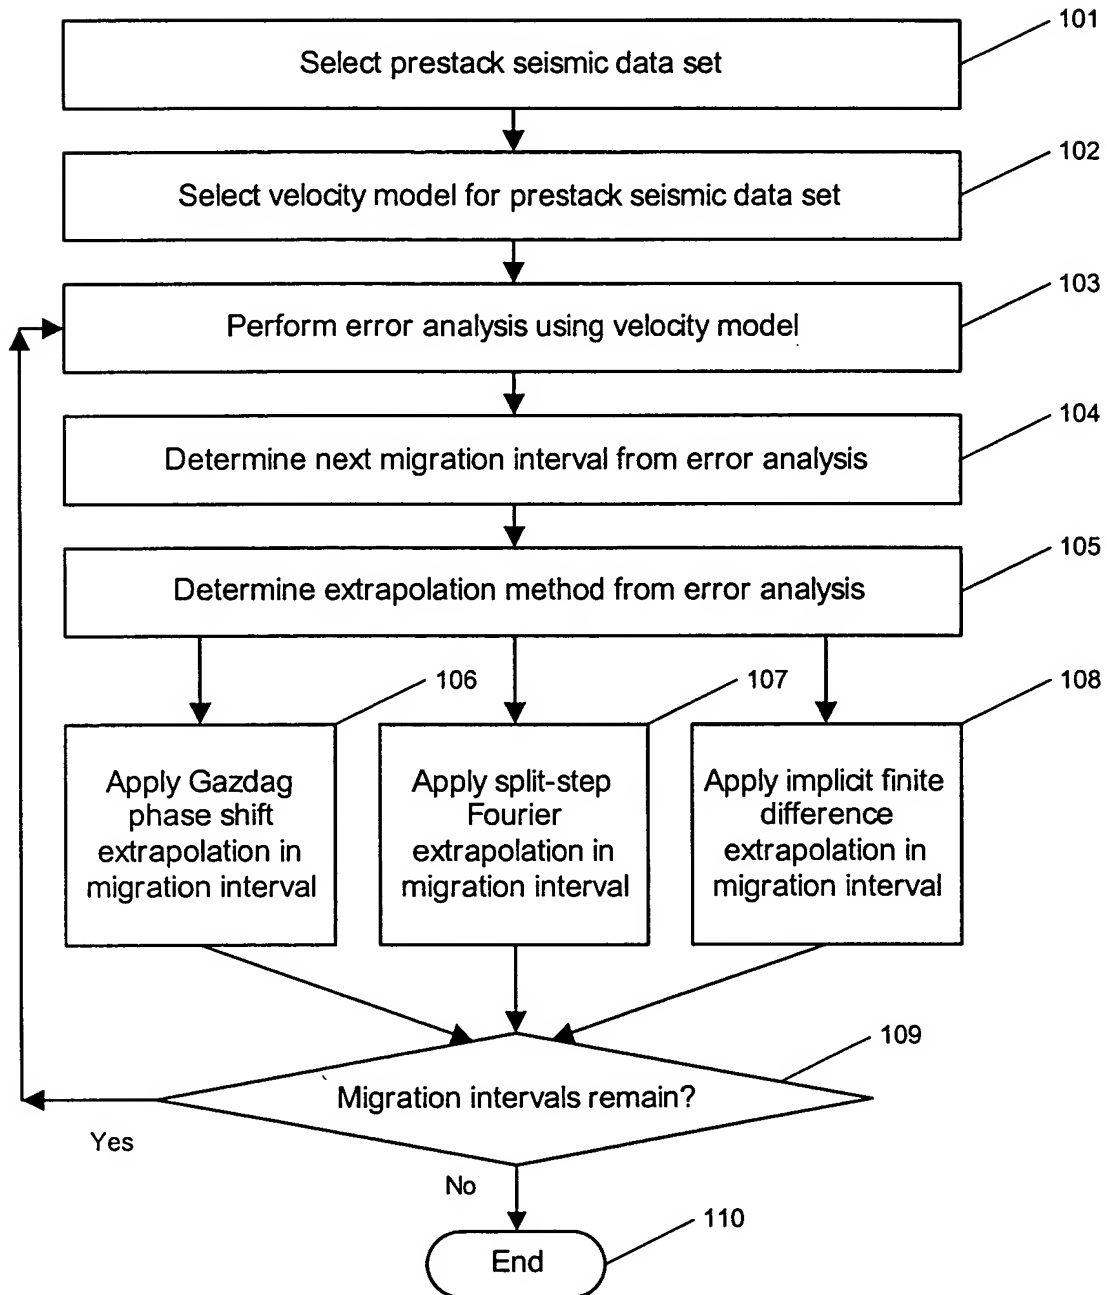 101
Select prestack seismic data set
102
Select velocity model for prestack seismic data set
103
Perform error analysis using velocity model
104
Determine next migration interval from error analysis
105
Determine extrapolation method from error analysis
106
107
108
Apply Gazdag
phase shift
extrapolation in
migration interval
Apply split-step
Fourier
extrapolation in
migration interval
Apply implicit finite
difference
extrapolation in
migration interval
109
Migration intervals remain?
Yes
No
110
End